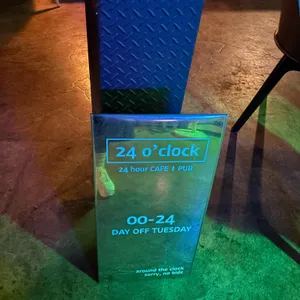 24 o'clock
24 hour CAFE & PUB
00-24
DAY OFF TUESDAY
around the clock
sorry, no kids